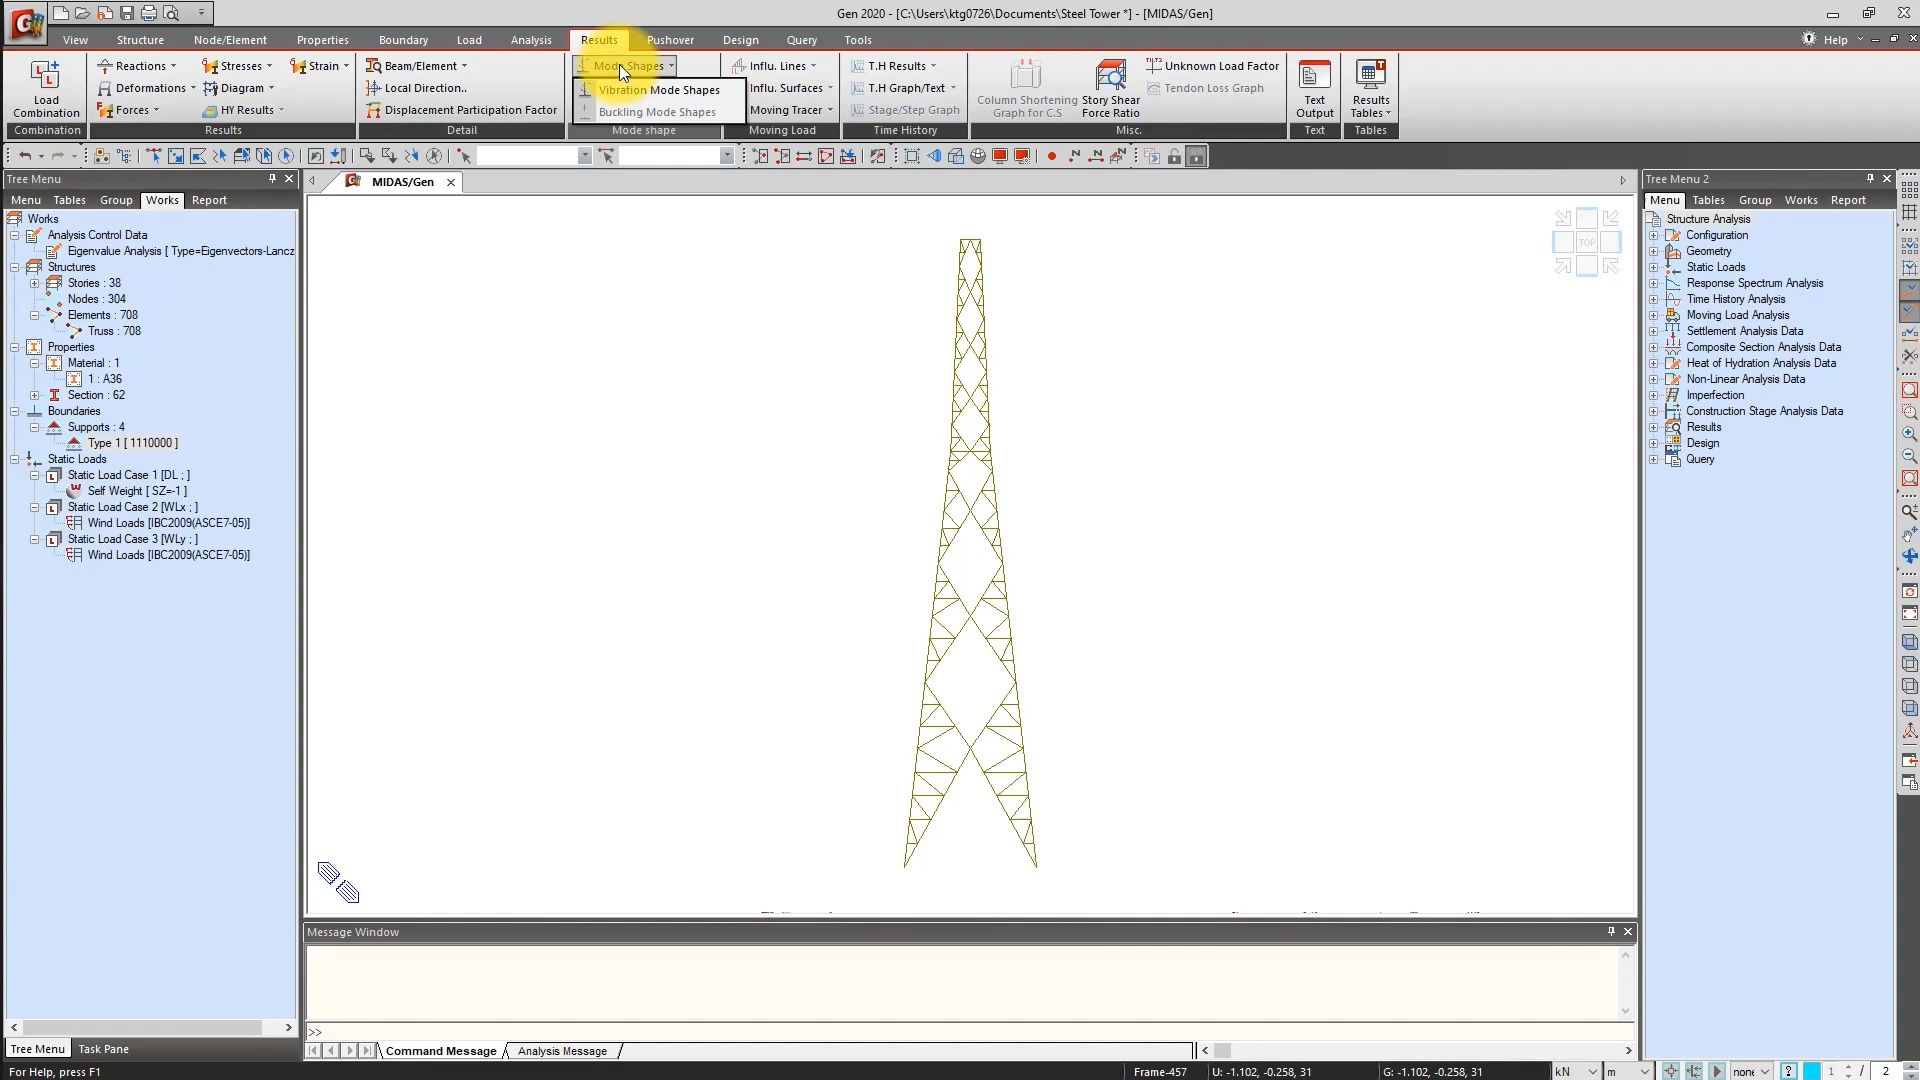 Gen 2020 - [C:\Users\ktg0726\Documents\Steel Tower *] - [MIDAS/Gen]
View Structure Node/Element Properties Boundary Load Analysis Results Pushover Design Query Tools
Help
Load Combination
Combination
Reactions
Deformations
Forces
Stresses
Diagram
HY Results
Strain
Results
Beam/Element
Local Direction..
Displacement Participation Factor
Detail
Mode Shapes
Vibration Mode Shapes
Buckling Mode Shapes
Mode shape
Influ. Lines
Influ. Surfaces
Moving Tracer
Moving Load
T.H Results
T.H Graph/Text
Stage/Step Graph
Time History
Column Shortening Graph for C.S
Story Shear Force Ratio
Unknown Load Factor
Tendon Loss Graph
Misc.
Text Output
Text
Results Tables
Tables
Tree Menu
Menu Tables Group Works Report
Works
Analysis Control Data
Eigenvalue Analysis [ Type=Eigenvectors-Lancz
Structures
Stories : 38
Nodes : 304
Elements : 708
Truss : 708
Properties
Material : 1
1 : A36
Section : 62
Boundaries
Supports : 4
Type 1 [ 1110000 ]
Static Loads
Static Load Case 1 [DL ; ]
Self Weight [ SZ=-1 ]
Static Load Case 2 [WLx ; ]
Wind Loads [IBC2009(ASCE7-05)]
Static Load Case 3 [WLy ; ]
Wind Loads [IBC2009(ASCE7-05)]
Tree Menu Task Pane
MIDAS/Gen
TOP
Message Window
>>
Command Message Analysis Message
Tree Menu 2
Menu Tables Group Works Report
Structure Analysis
Configuration
Geometry
Static Loads
Response Spectrum Analysis
Time History Analysis
Moving Load Analysis
Settlement Analysis Data
Composite Section Analysis Data
Heat of Hydration Analysis Data
Non-Linear Analysis Data
Imperfection
Construction Stage Analysis Data
Results
Design
Query
For Help, press F1
Frame-457 U: -1.102, -0.258, 31 G: -1.102, -0.258, 31 kN m none 1 / 2